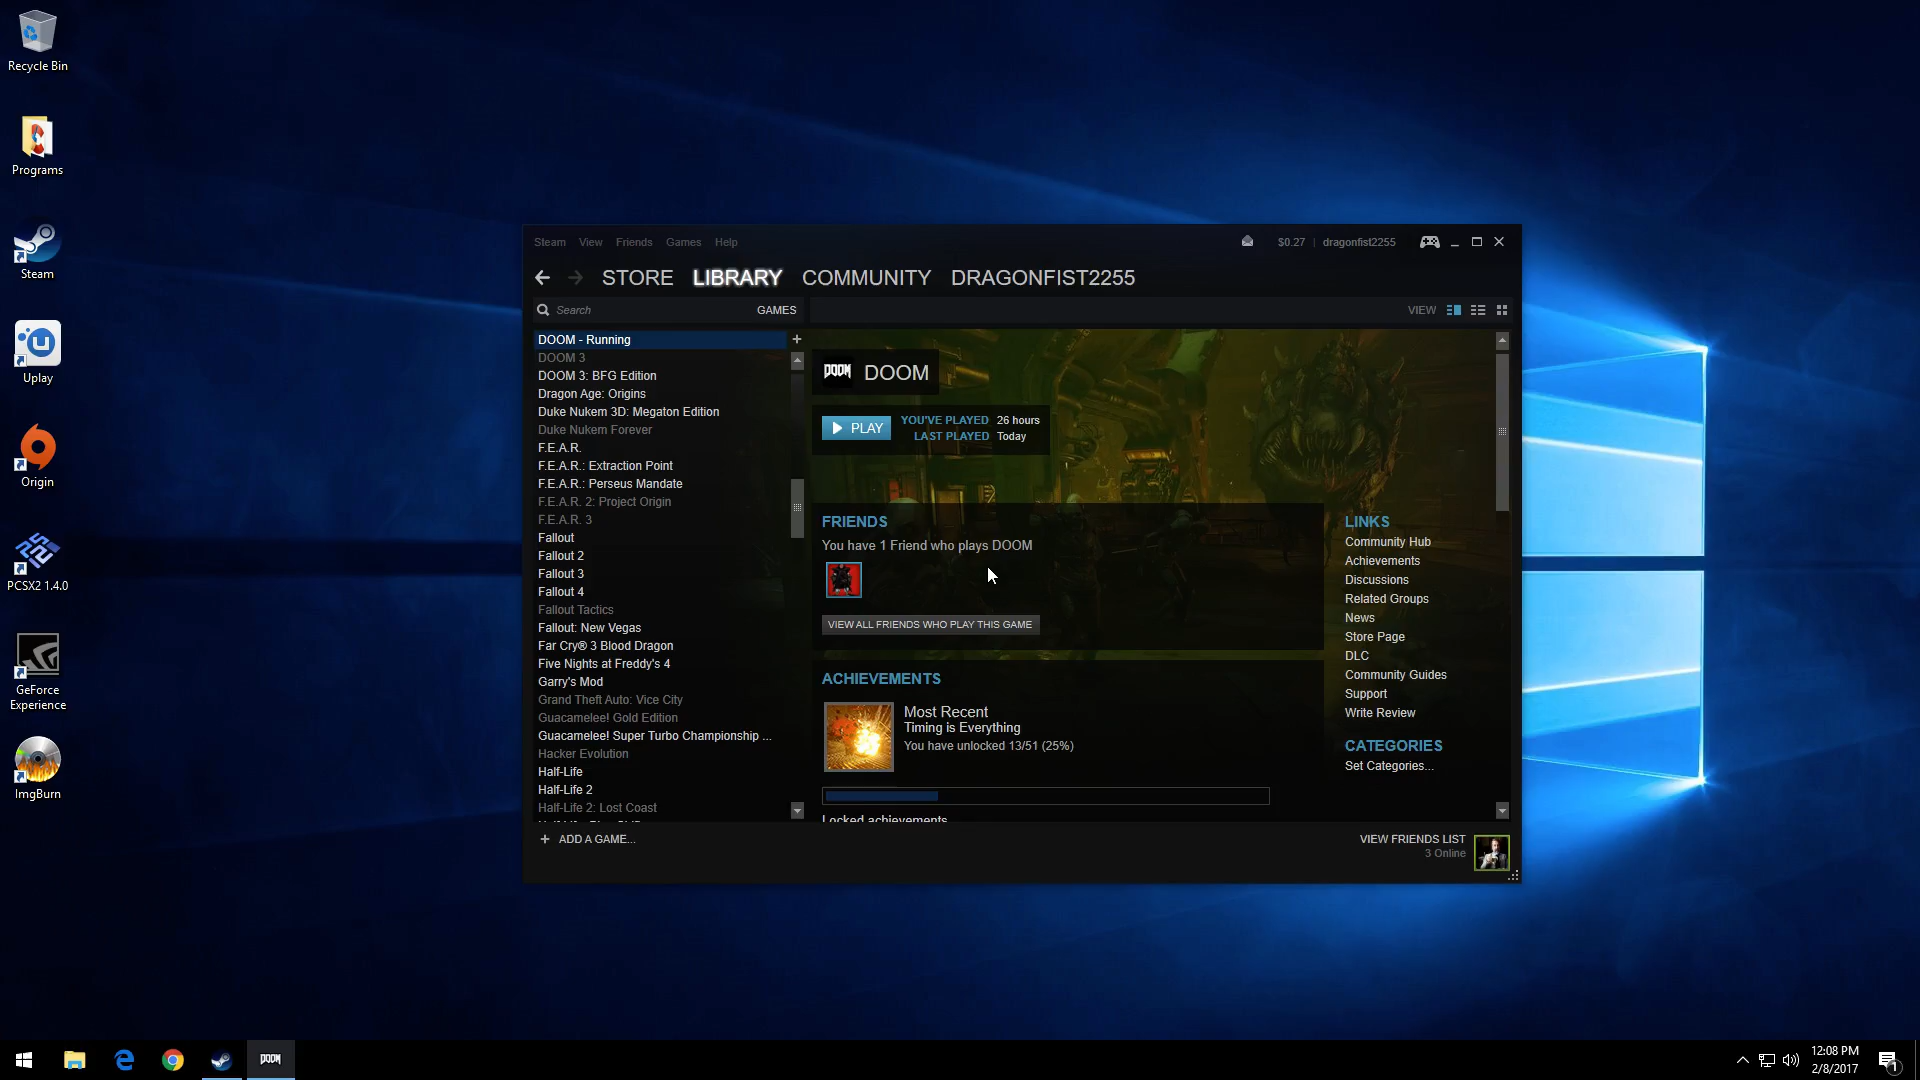 Recycle Bin
Programs
Steam
Uplay
Origin
PCSX2 1.4.0
GeForce
Experience
ImgBurn
Steam View Friends Games Help
$0.27 | dragonfist2255
STORE LIBRARY COMMUNITY DRAGONFIST2255
Search GAMES
VIEW
DOOM - Running
DOOM 3
DOOM 3: BFG Edition
Dragon Age: Origins
Duke Nukem 3D: Megaton Edition
Duke Nukem Forever
F.E.A.R.
F.E.A.R.: Extraction Point
F.E.A.R.: Perseus Mandate
F.E.A.R. 2: Project Origin
F.E.A.R. 3
Fallout
Fallout 2
Fallout 3
Fallout 4
Fallout Tactics
Fallout: New Vegas
Far Cry® 3 Blood Dragon
Five Nights at Freddy's 4
Garry's Mod
Grand Theft Auto: Vice City
Guacamelee! Gold Edition
Guacamelee! Super Turbo Championship ...
Hacker Evolution
Half-Life
Half-Life 2
Half-Life 2: Lost Coast
+ ADD A GAME...
DOOM DOOM
PLAY
YOU'VE PLAYED 26 hours
LAST PLAYED Today
FRIENDS
You have 1 Friend who plays DOOM
VIEW ALL FRIENDS WHO PLAY THIS GAME
ACHIEVEMENTS
Most Recent
Timing is Everything
You have unlocked 13/51 (25%)
Locked achievements
LINKS
Community Hub
Achievements
Discussions
Related Groups
News
Store Page
DLC
Community Guides
Support
Write Review
CATEGORIES
Set Categories...
VIEW FRIENDS LIST
3 Online
DOOM
12:08 PM
2/8/2017
1